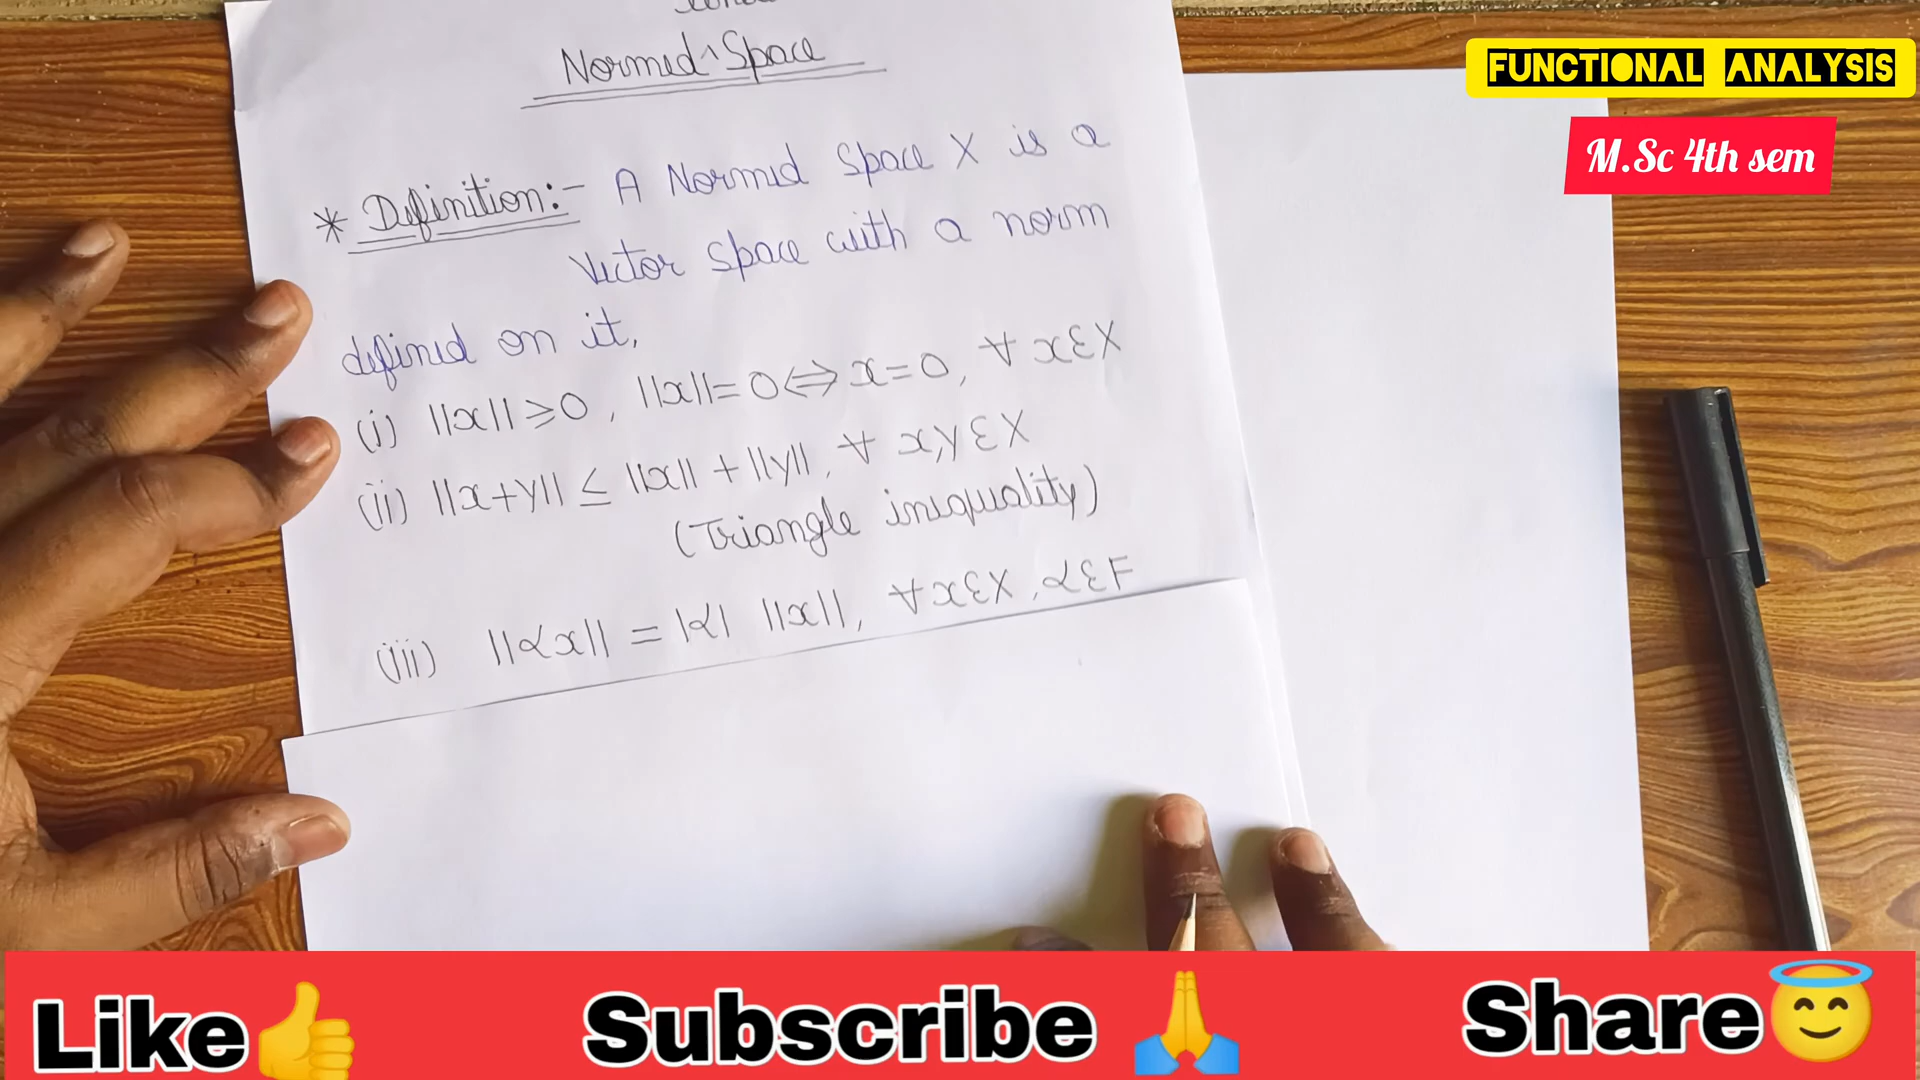 Normed ^ Space
* Definition:- A Normed Space X is a
vector space with a norm
defined on it,
(i) ||x|| ⩾ 0, ||x|| = 0 ⇔ x = 0, ∀ x ε X
(ii) ||x+y|| ≤ ||x|| + ||y||, ∀ x,y ε X
(Triangle inequality)
(iii) ||αx|| = |α| ||x||, ∀ x ε X, α ε F
FUNCTIONAL ANALYSIS
M.Sc 4th sem
Like Subscribe Share